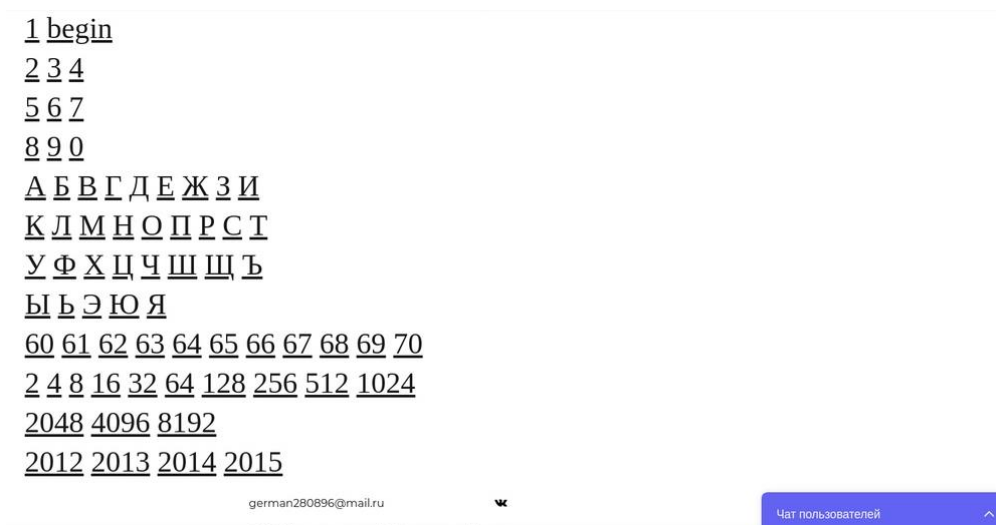 1 begin
2 3 4
5 6 7
8 9 0
А Б В Г Д Е Ж З И
К Л М Н О П Р С Т
У Ф Х Ц Ч Ш Щ Ъ
Ы Ь Э Ю Я
60 61 62 63 64 65 66 67 68 69 70
2 4 8 16 32 64 128 256 512 1024
2048 4096 8192
2012 2013 2014 2015
german280896@mail.ru
Чат пользователей